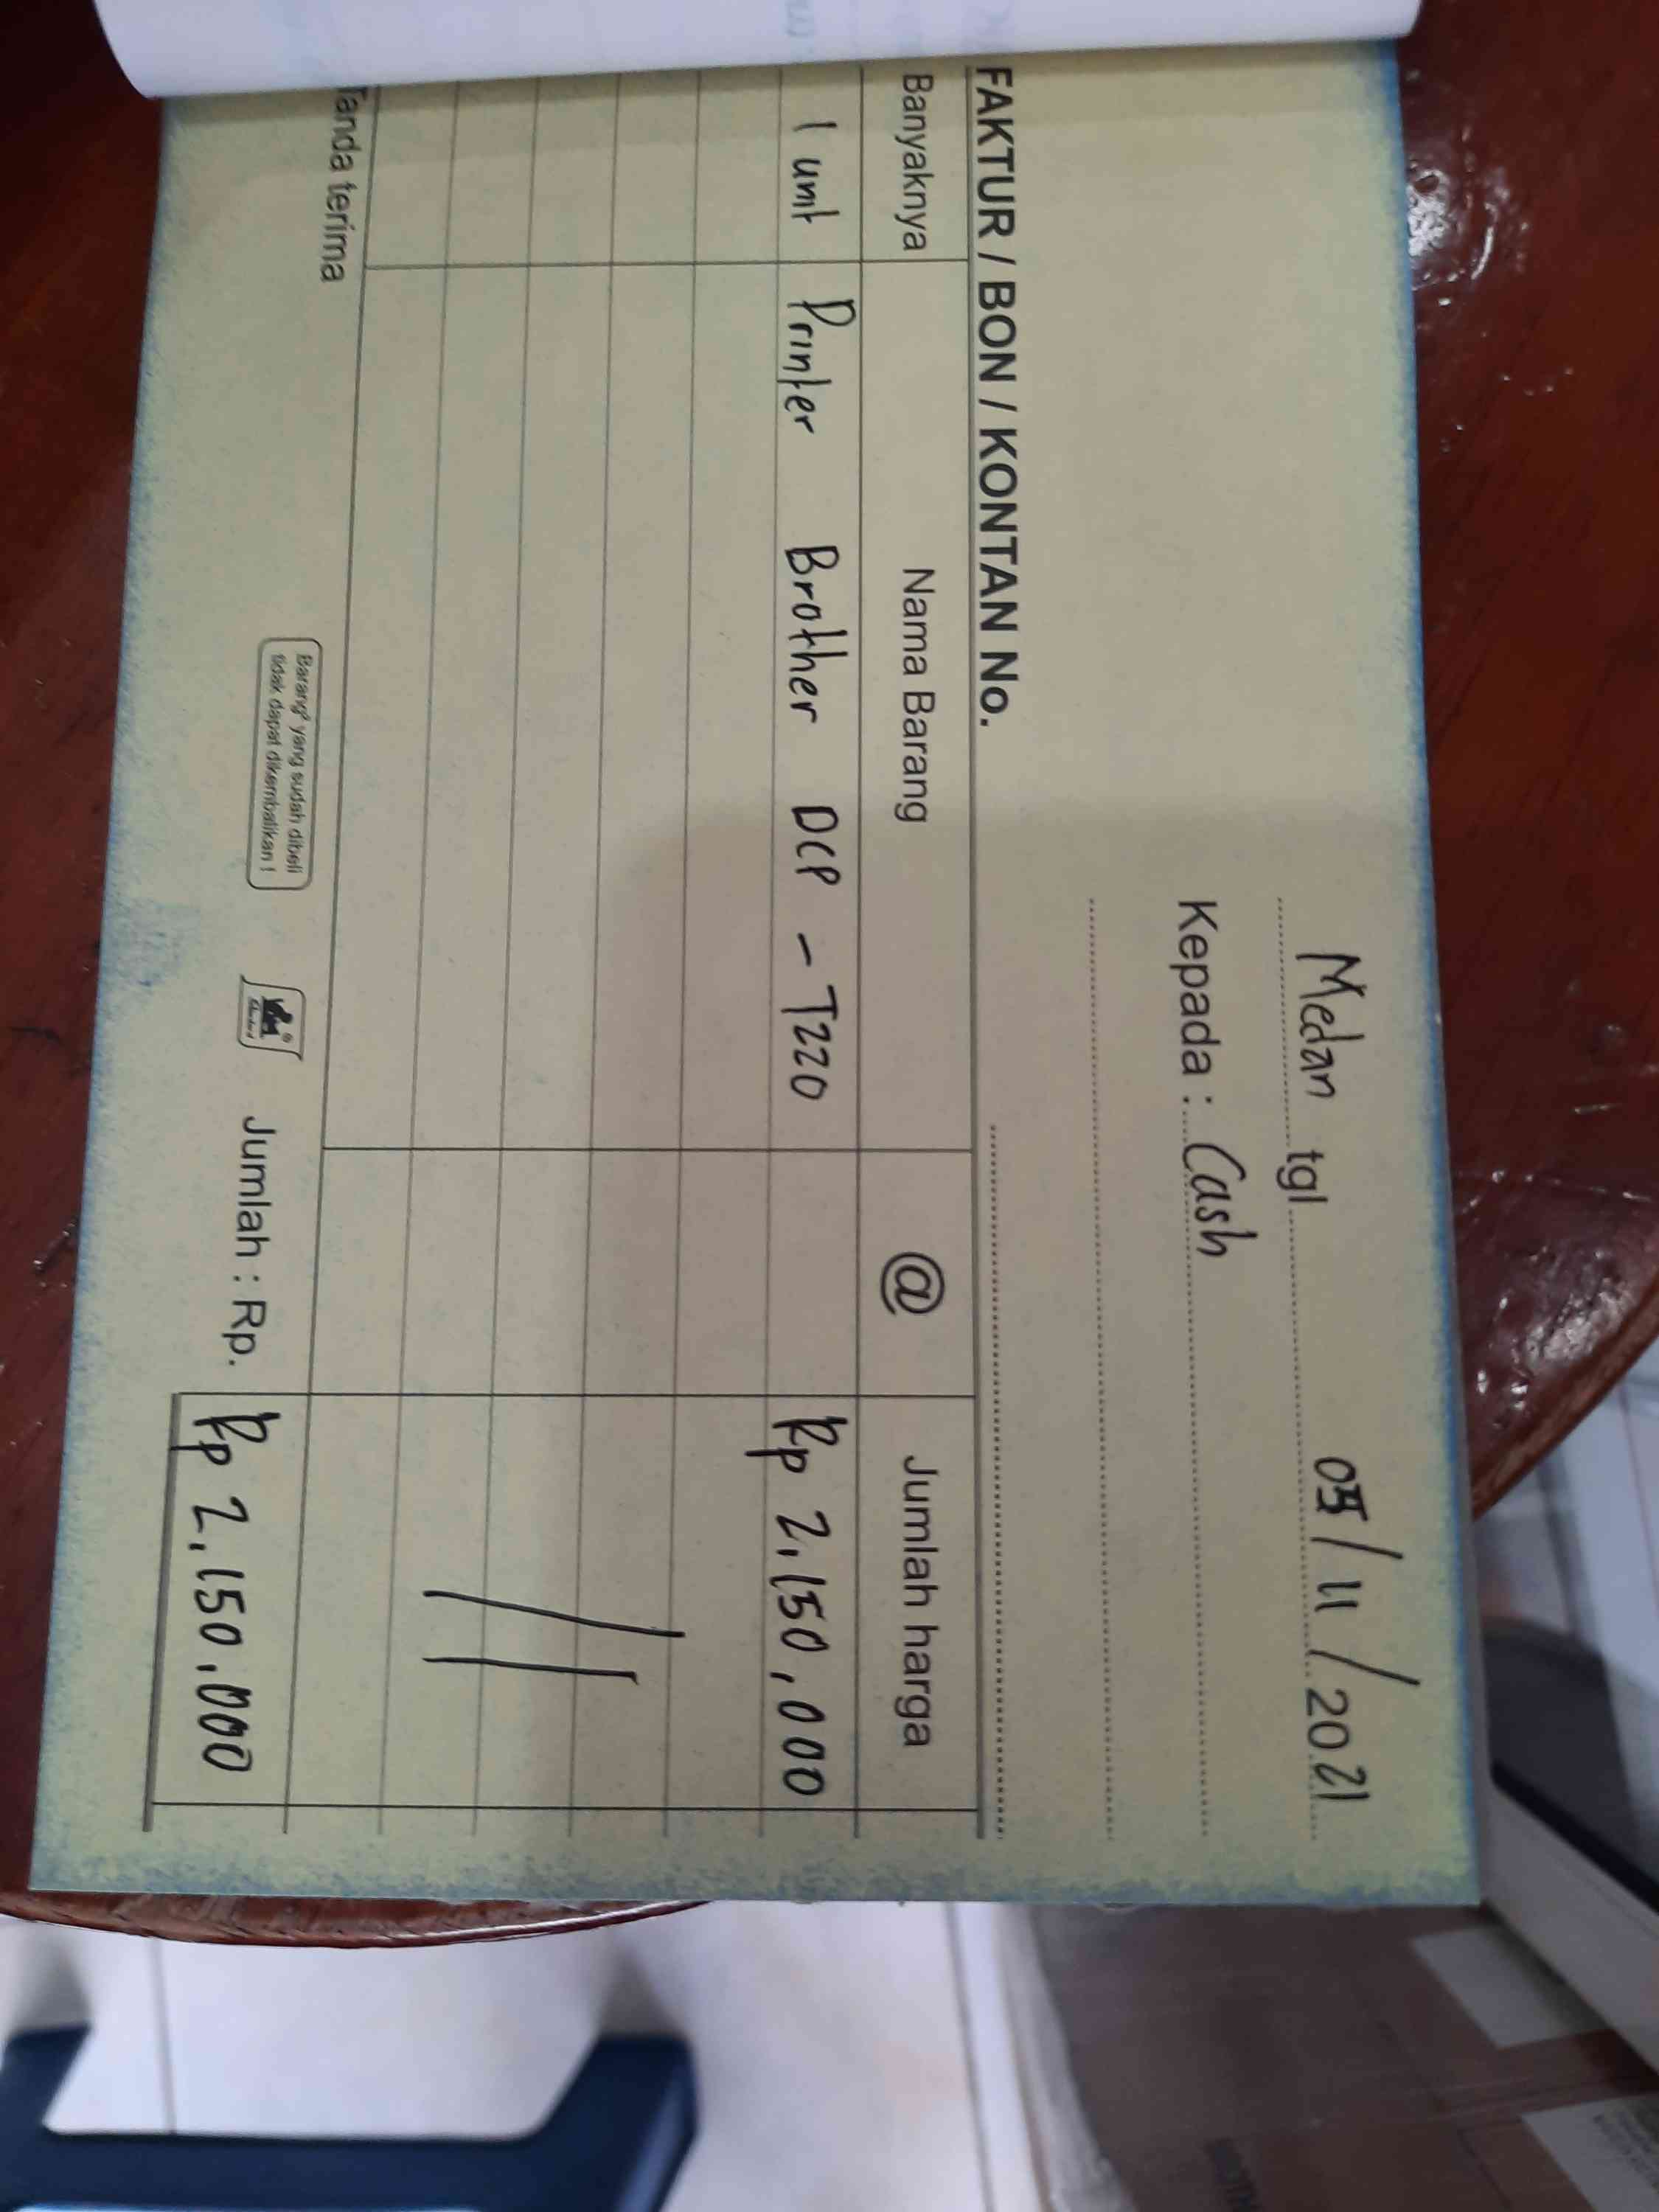 Medan tgl 05/11/2021
Kepada : Cash
FAKTUR / BON / KONTAN No.
Banyaknya Nama Barang @ Jumlah harga
1 unit Printer Brother DCP - T220 Rp 2.150.000
Tanda terima
Barang² yang sudah dibeli
tidak dapat dikembalikan !
Jumlah : Rp. Rp 2.150.000